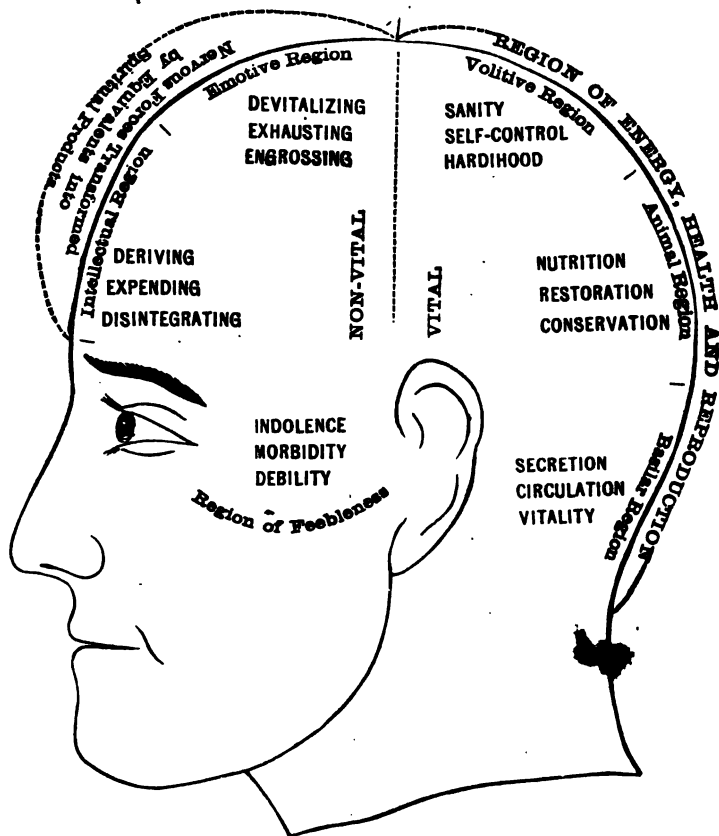 Nervous Forces Transformed
by Equivalents into
Spiritual Products
REGION OF ENERGY, HEALTH AND REPRODUCTION
Emotive Region
Volitive Region
DEVITALIZING
EXHAUSTING
ENGROSSING
SANITY
SELF-CONTROL
HARDIHOOD
Intellectual Region
Animal Region
DERIVING
EXPENDING
DISINTEGRATING
NON-VITAL
VITAL
NUTRITION
RESTORATION
CONSERVATION
INDOLENCE
MORBIDITY
DEBILITY
Region of Feebleness
SECRETION
CIRCULATION
VITALITY
Basilar Region